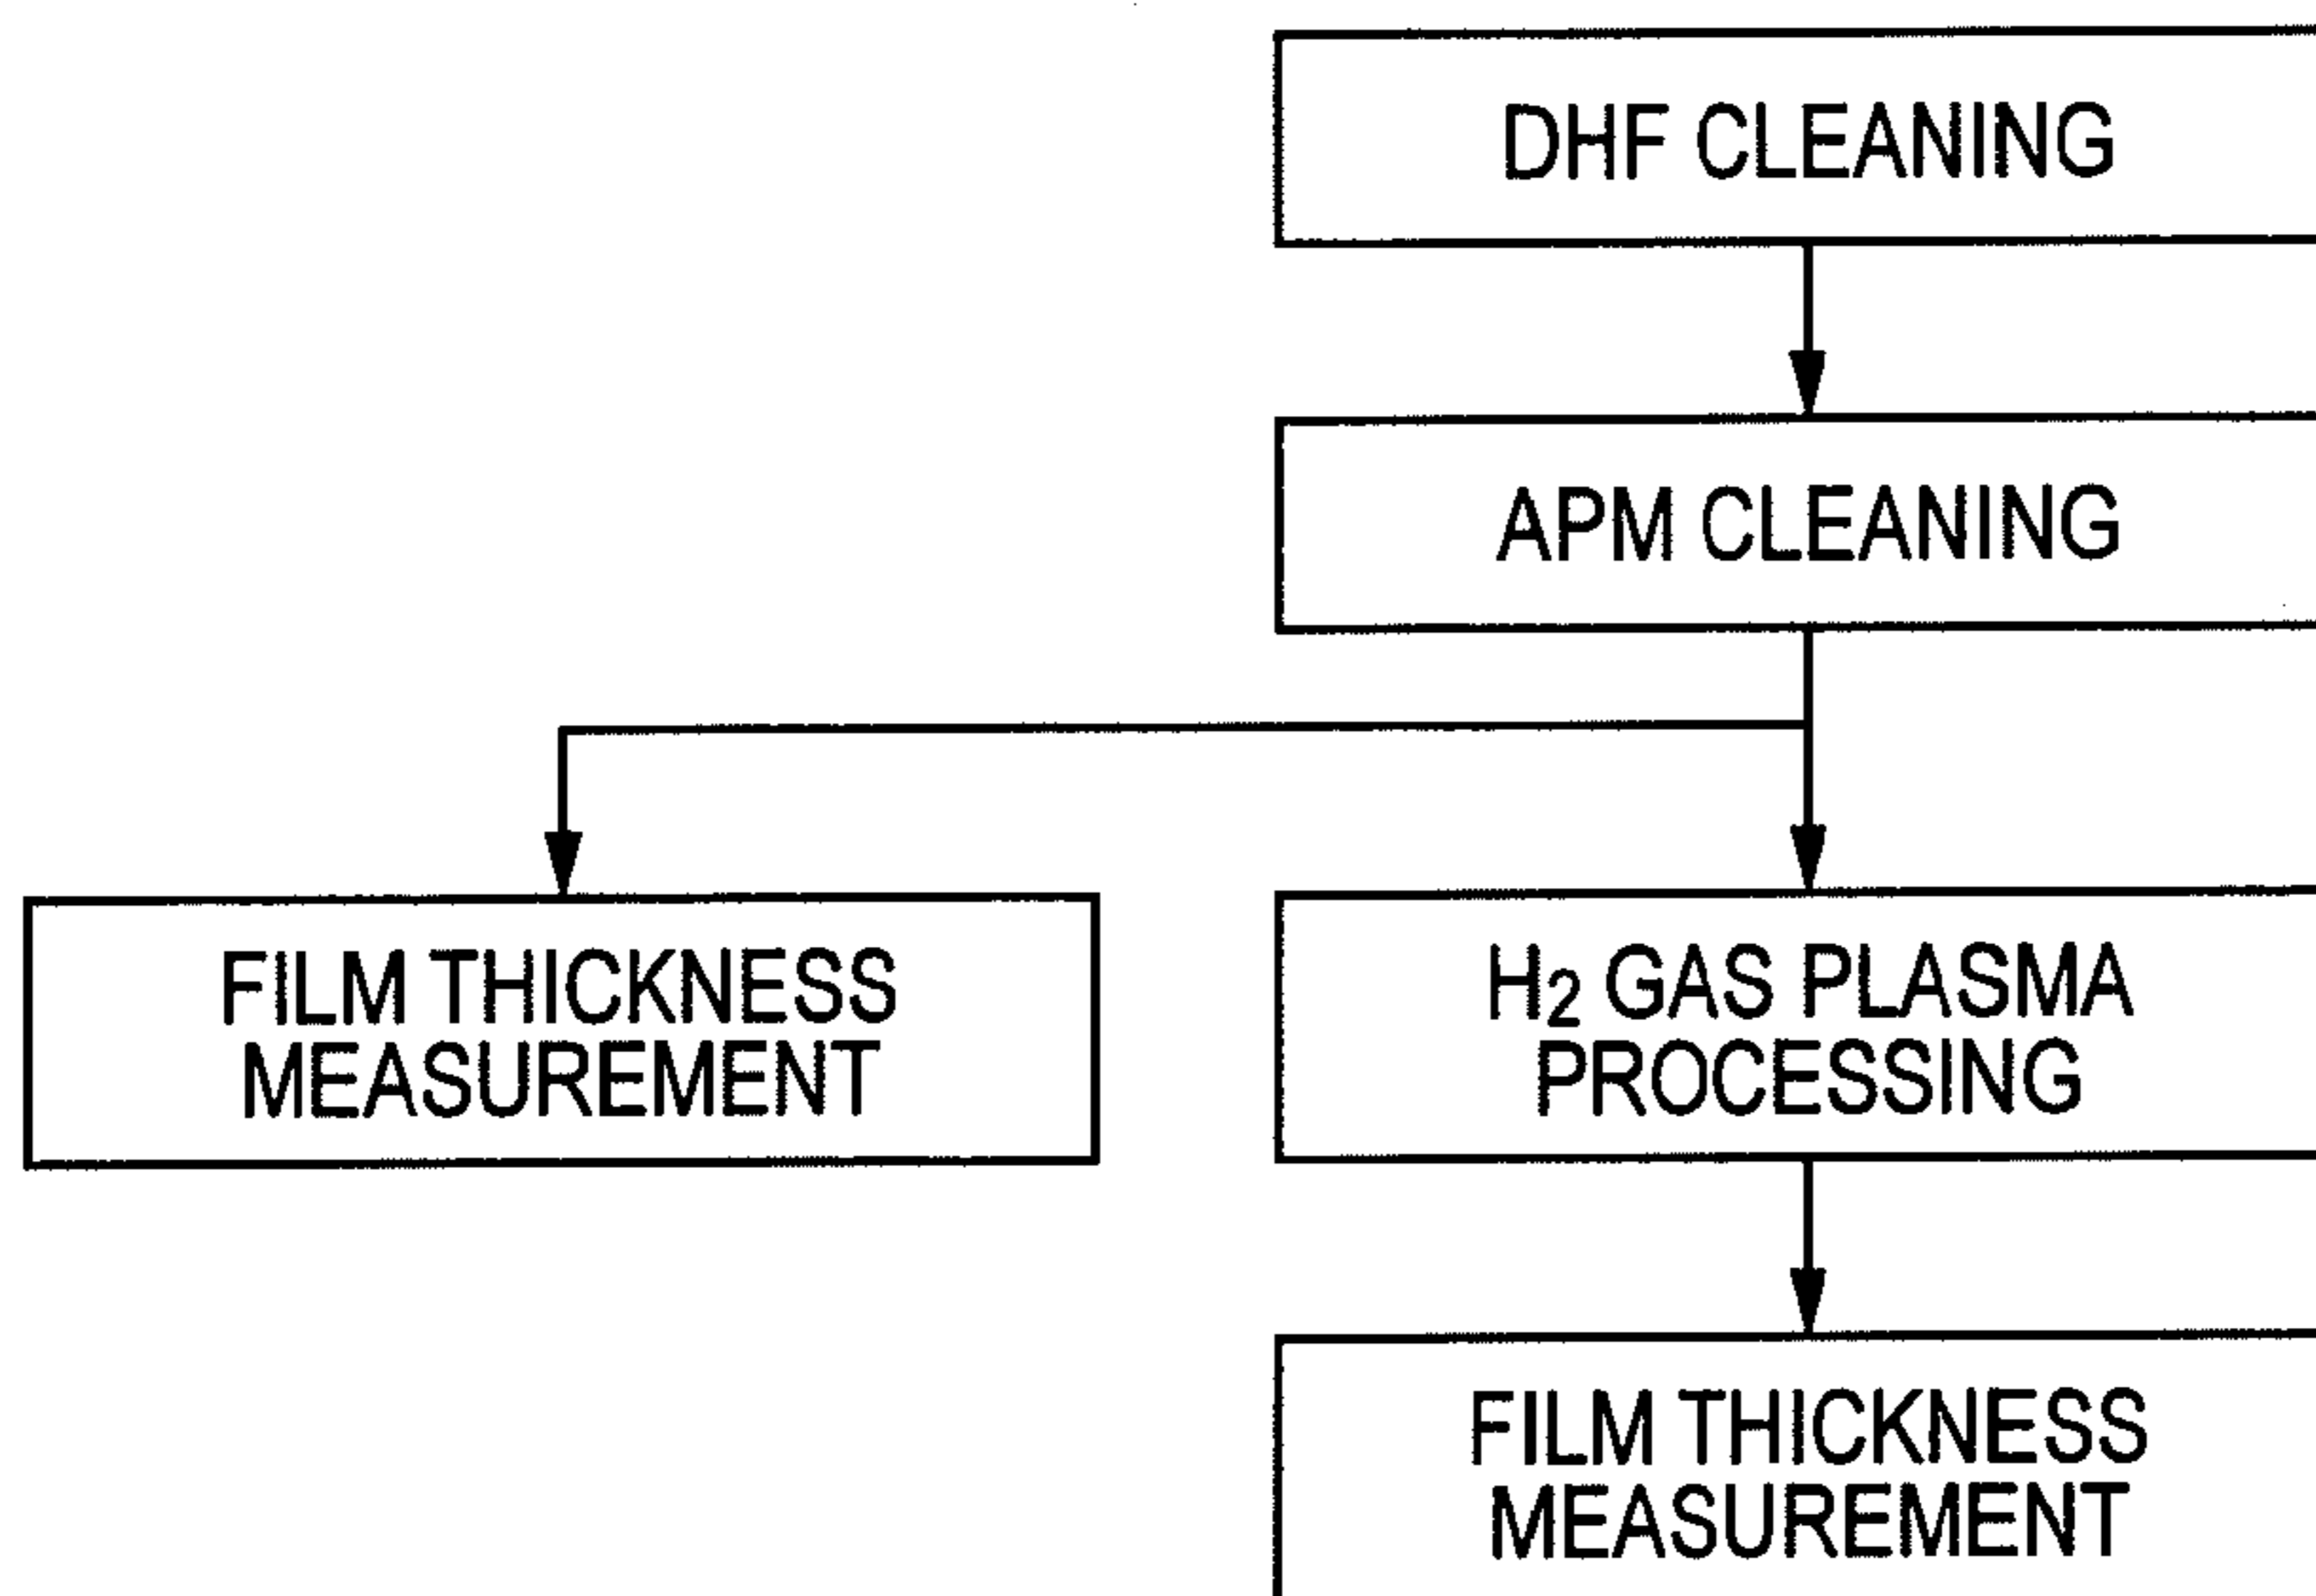 DHF CLEANING
APM CLEANING
FILM THICKNESS
MEASUREMENT
H₂ GAS PLASMA
PROCESSING
FILM THICKNESS
MEASUREMENT